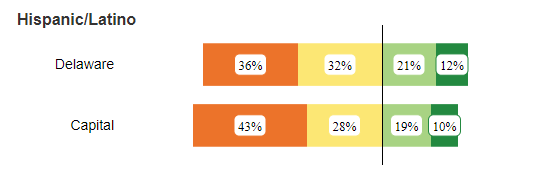 Hispanic/Latino
Delaware 36% 32% 21% 12%
Capital 43% 28% 19% 10%